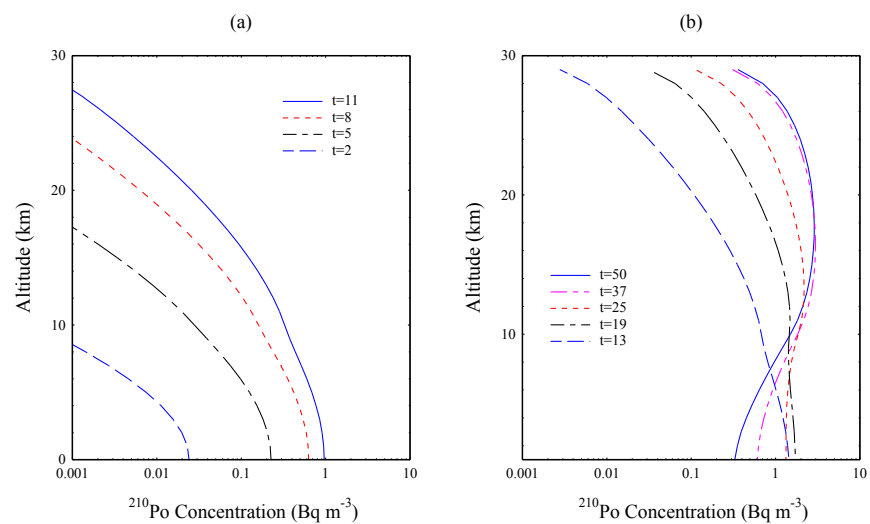 (a)
30
20
10
0
Altitude (km)
t=11
t=8
t=5
t=2
0.001
0.01
0.1
1
10
²¹⁰Po Concentration (Bq m⁻³)
(b)
30
20
10
Altitude (km)
t=50
t=37
t=25
t=19
t=13
0.001
0.01
0.1
1
10
²¹⁰Po Concentration (Bq m⁻³)